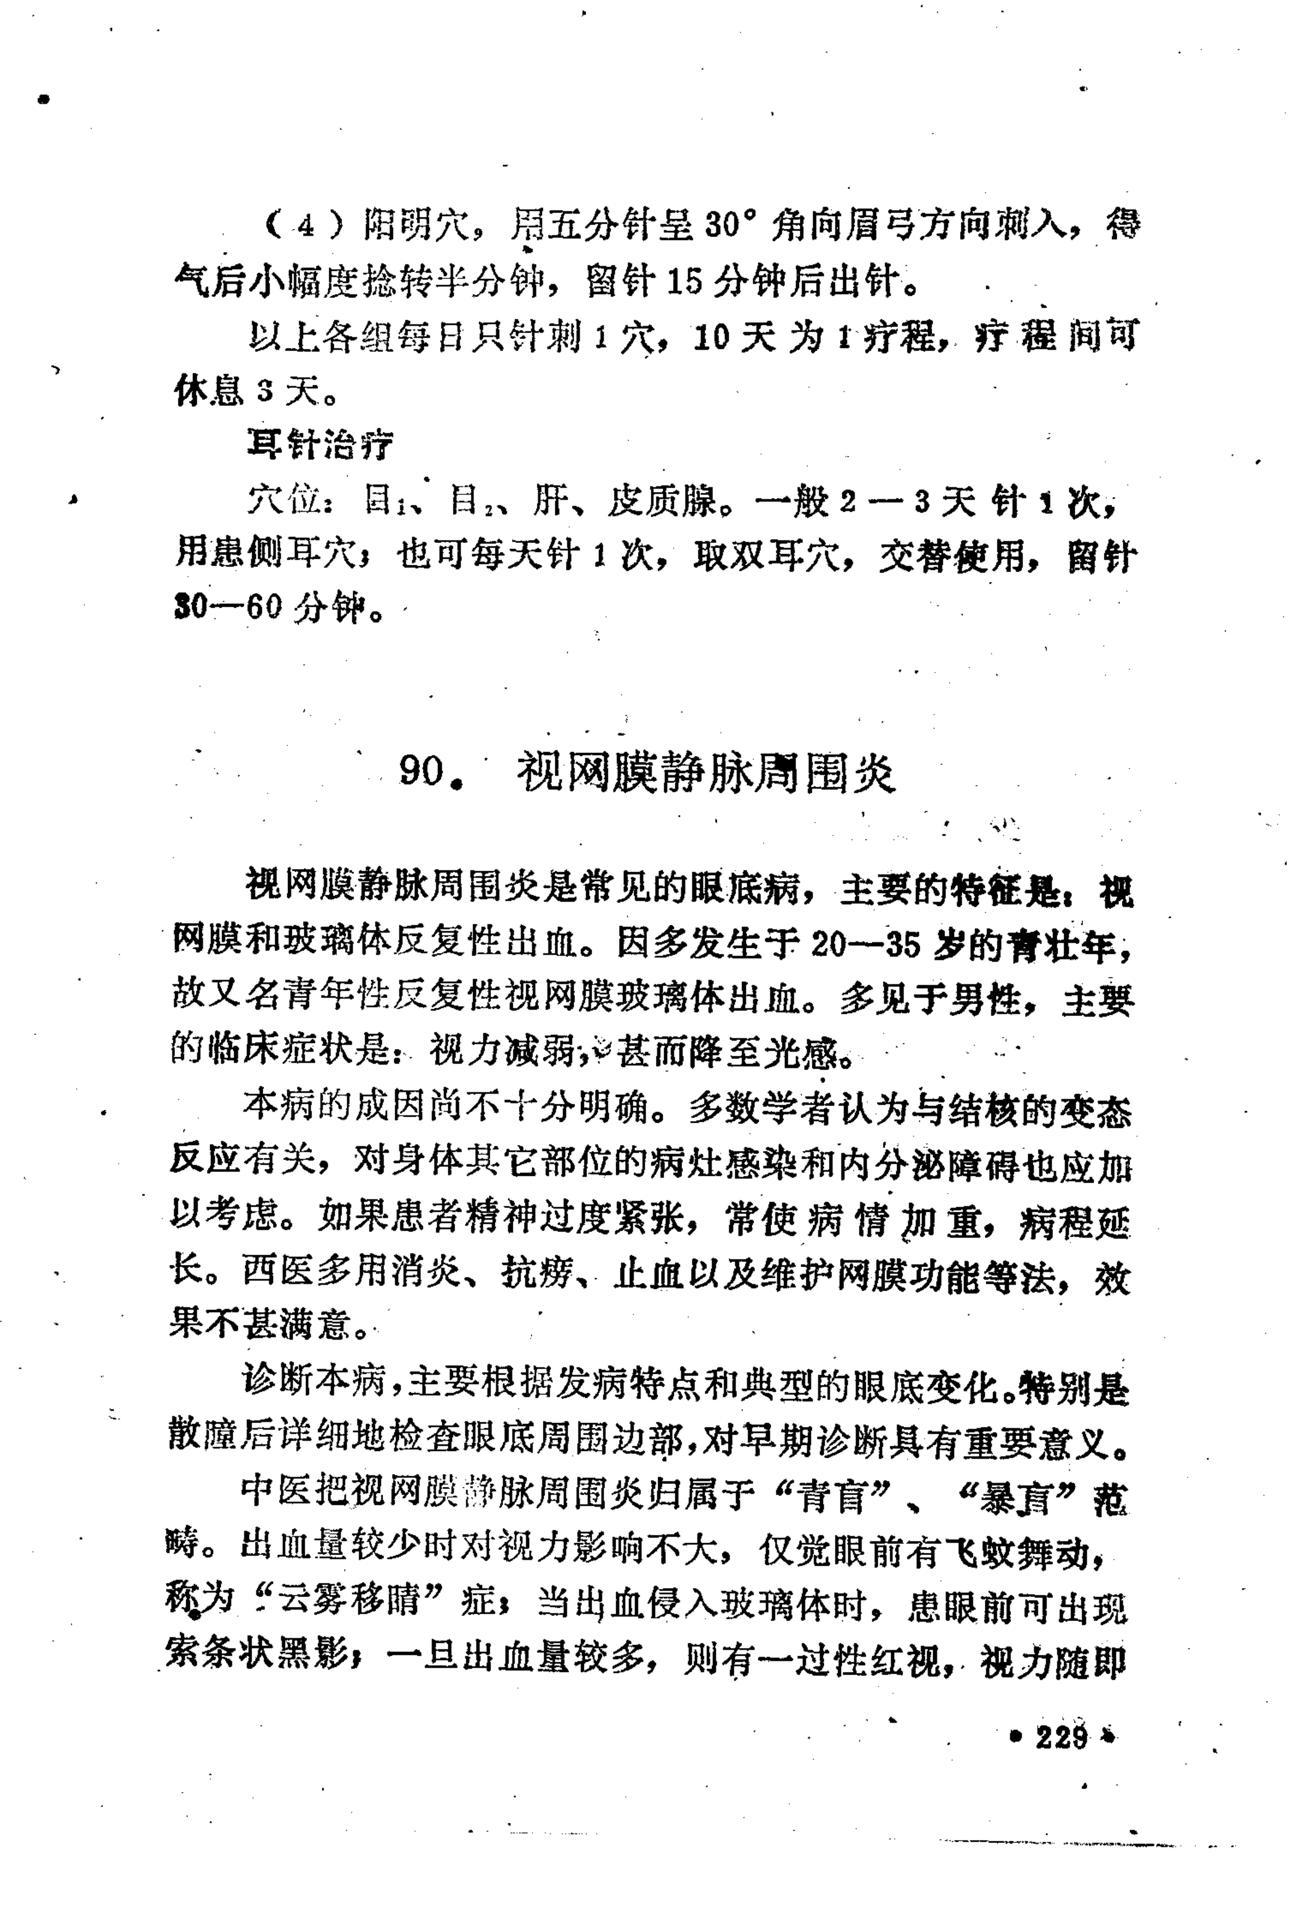 （4）阳明穴，用五分针呈30°角向眉弓方向刺入，得
气后小幅度捻转半分钟，留针15分钟后出针。
以上各组每日只针刺1穴，10天为1疗程，疗程间可
休息3天。
耳针治疗
穴位：目₁、目₂、肝、皮质腺。一般2—3天针1次，
用患侧耳穴；也可每天针1次，取双耳穴，交替使用，留针
30—60分钟。
90．视网膜静脉周围炎
视网膜静脉周围炎是常见的眼底病，主要的特征是：视
网膜和玻璃体反复性出血。因多发生于20—35岁的青壮年，
故又名青年性反复性视网膜玻璃体出血。多见于男性，主要
的临床症状是：视力减弱，甚而降至光感。
本病的成因尚不十分明确。多数学者认为与结核的变态
反应有关，对身体其它部位的病灶感染和内分泌障碍也应加
以考虑。如果患者精神过度紧张，常使病情加重，病程延
长。西医多用消炎、抗痨、止血以及维护网膜功能等法，效
果不甚满意。
诊断本病，主要根据发病特点和典型的眼底变化。特别是
散瞳后详细地检查眼底周围边部，对早期诊断具有重要意义。
中医把视网膜静脉周围炎归属于“青盲”、“暴盲”范
畴。出血量较少时对视力影响不大，仅觉眼前有飞蚊舞动，
称为“云雾移睛”症；当出血侵入玻璃体时，患眼前可出现
索条状黑影；一旦出血量较多，则有一过性红视，视力随即
• 229 •